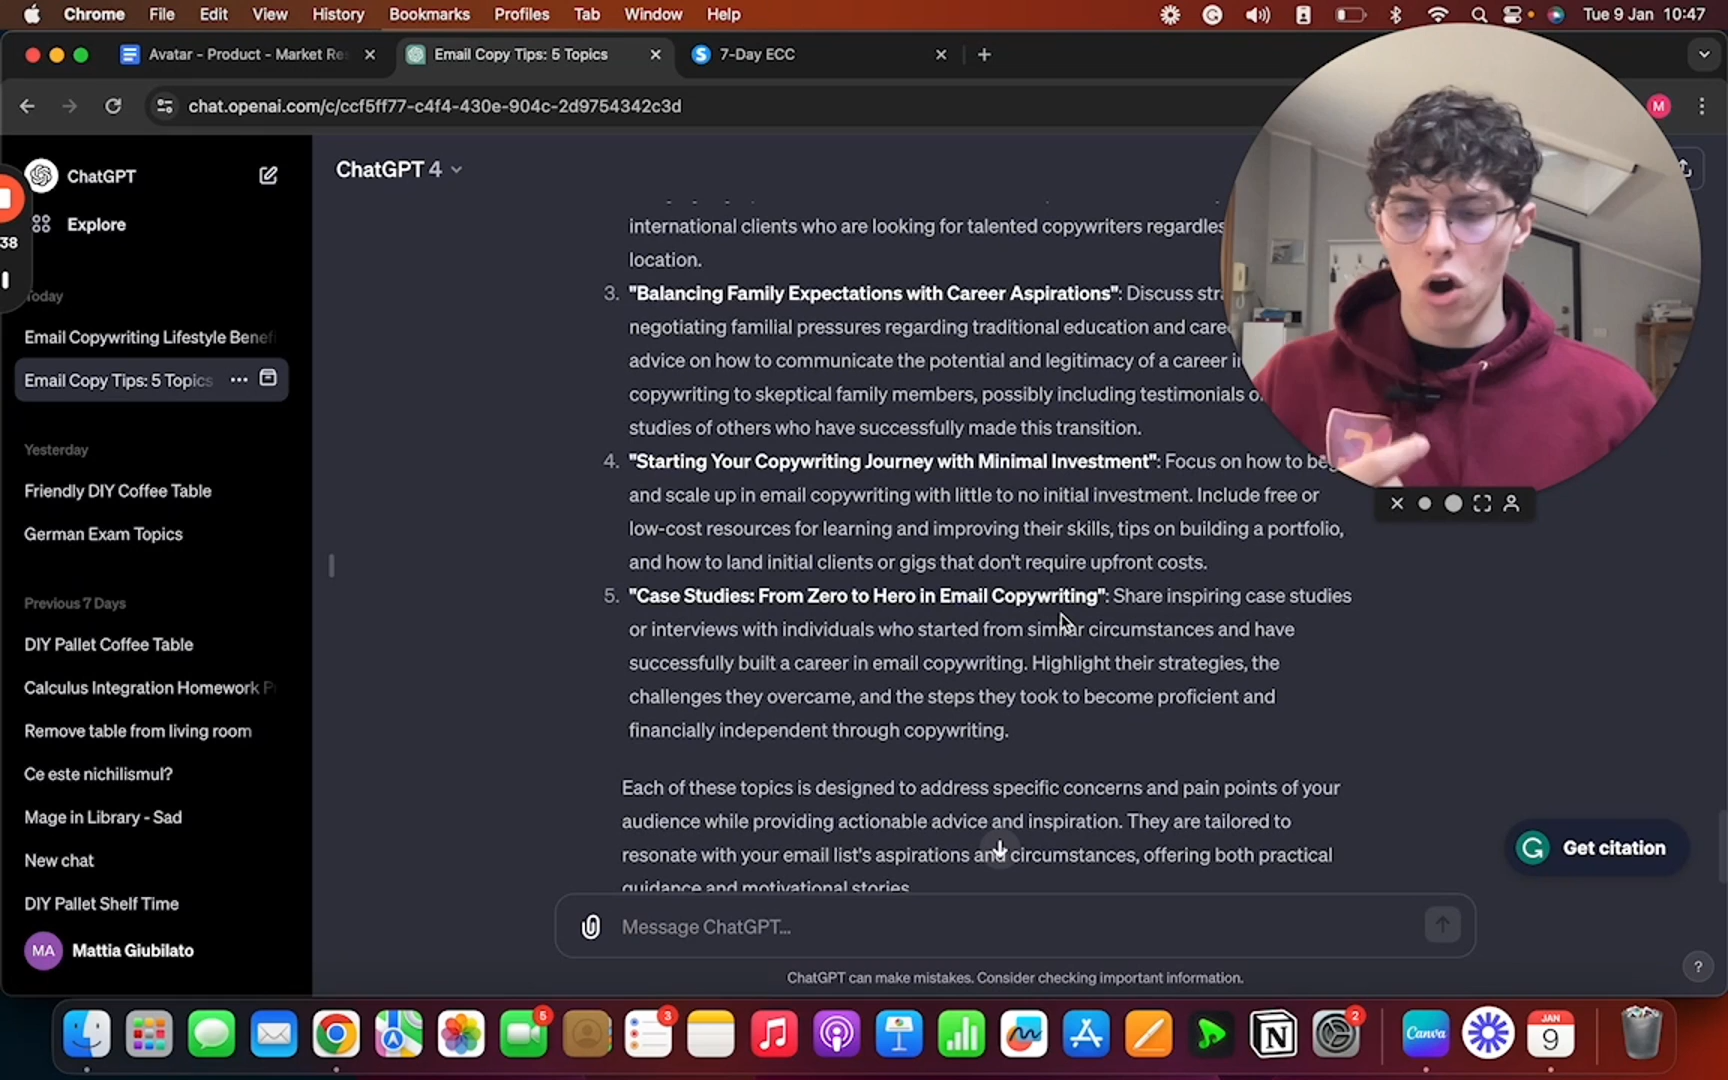 Chrome File Edit View History Bookmarks Profiles Tab Window Help Tue 9 Jan 10:47
Avatar - Product - Market Re
Email Copy Tips: 5 Topics
7-Day ECC
chat.openai.com/c/ccf5ff77-c4f4-430e-904c-2d9754342c3d
M
ChatGPT
Explore
38
Today
Email Copywriting Lifestyle Benef
Email Copy Tips: 5 Topics
Yesterday
Friendly DIY Coffee Table
German Exam Topics
Previous 7 Days
DIY Pallet Coffee Table
Calculus Integration Homework P
Remove table from living room
Ce este nichilismul?
Mage in Library - Sad
New chat
DIY Pallet Shelf Time
MA Mattia Giubilato
ChatGPT 4
international clients who are looking for talented copywriters regardles
location.
3. "Balancing Family Expectations with Career Aspirations": Discuss str
negotiating familial pressures regarding traditional education and care
advice on how to communicate the potential and legitimacy of a career i
copywriting to skeptical family members, possibly including testimonials o
studies of others who have successfully made this transition.
4. "Starting Your Copywriting Journey with Minimal Investment": Focus on how to be
and scale up in email copywriting with little to no initial investment. Include free or
low-cost resources for learning and improving their skills, tips on building a portfolio,
and how to land initial clients or gigs that don't require upfront costs.
5. "Case Studies: From Zero to Hero in Email Copywriting": Share inspiring case studies
or interviews with individuals who started from similar circumstances and have
successfully built a career in email copywriting. Highlight their strategies, the
challenges they overcame, and the steps they took to become proficient and
financially independent through copywriting.
Each of these topics is designed to address specific concerns and pain points of your
audience while providing actionable advice and inspiration. They are tailored to
resonate with your email list's aspirations and circumstances, offering both practical
guidance and motivational stories.
Get citation
Message ChatGPT...
ChatGPT can make mistakes. Consider checking important information.
?
5
3
2
Canva
JAN
9